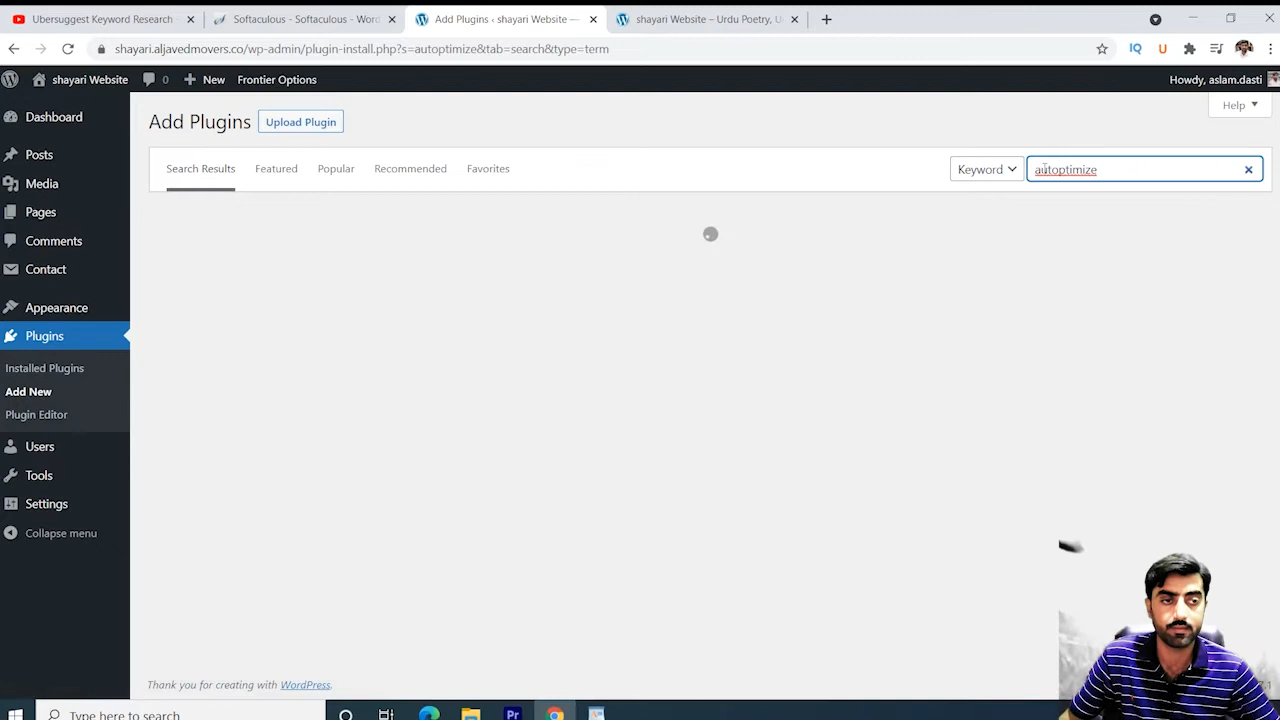 Ubersuggest Keyword Research -
Softaculous - Softaculous - Word
Add Plugins ‹ shayari Website —
shayari Website – Urdu Poetry, U
shayari.aljavedmovers.co/wp-admin/plugin-install.php?s=autoptimize&tab=search&type=term
IQ
U
shayari Website
0
New
Frontier Options
Howdy, aslam.dasti
Dashboard
Posts
Media
Pages
Comments
Contact
Appearance
Plugins
Installed Plugins
Add New
Plugin Editor
Users
Tools
Settings
Collapse menu
Help
Add Plugins
Upload Plugin
Search Results
Featured
Popular
Recommended
Favorites
Keyword
autoptimize
Thank you for creating with WordPress.
Type here to search
Pr